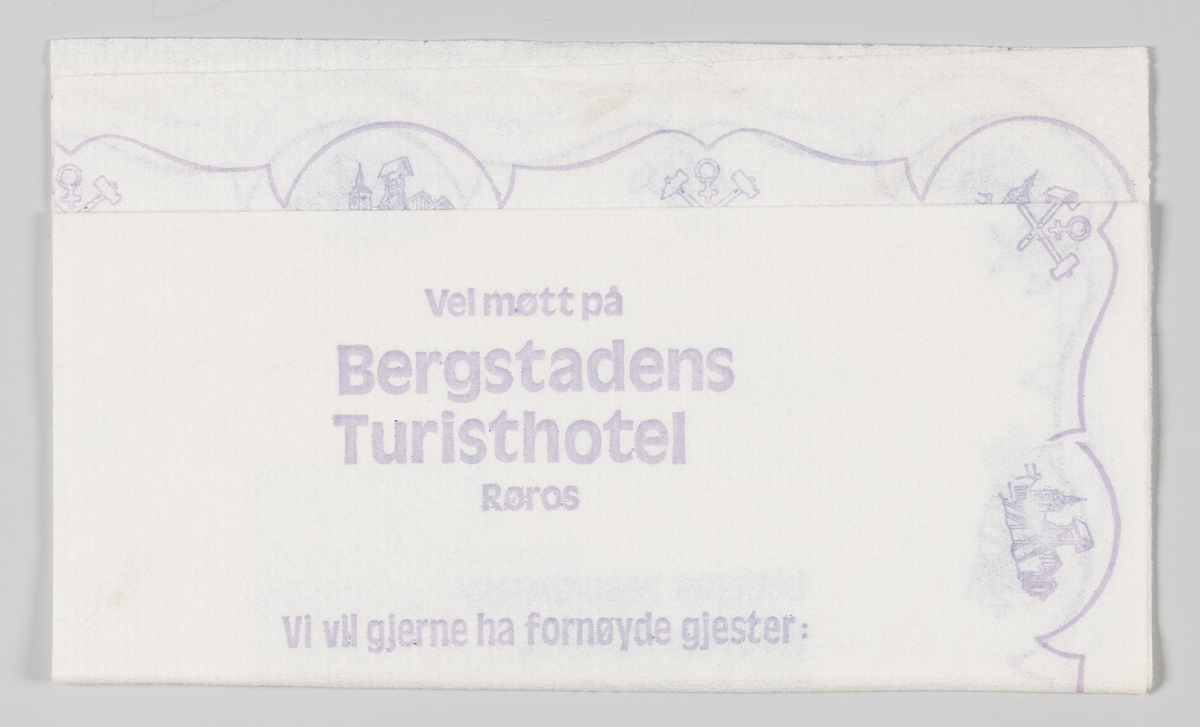 Vel møtt på
Bergstadens
Turisthotel
Røros
Vi vil gjerne ha fornøyde gjester: